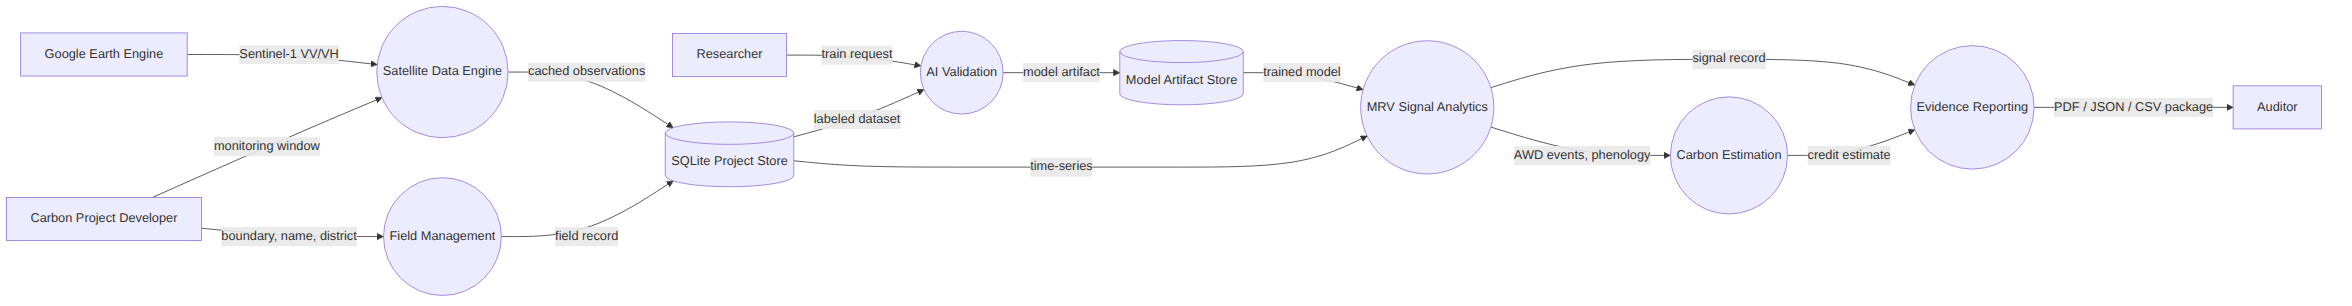 Google Earth Engine
Sentinel-1 VV/VH
Satellite Data Engine
cached observations
Researcher
train request
AI Validation
model artifact
Model Artifact Store
trained model
MRV Signal Analytics
signal record
Evidence Reporting
PDF / JSON / CSV package
Auditor
monitoring window
labeled dataset
SQLite Project Store
time-series
AWD events, phenology
Carbon Estimation
credit estimate
Carbon Project Developer
boundary, name, district
Field Management
field record